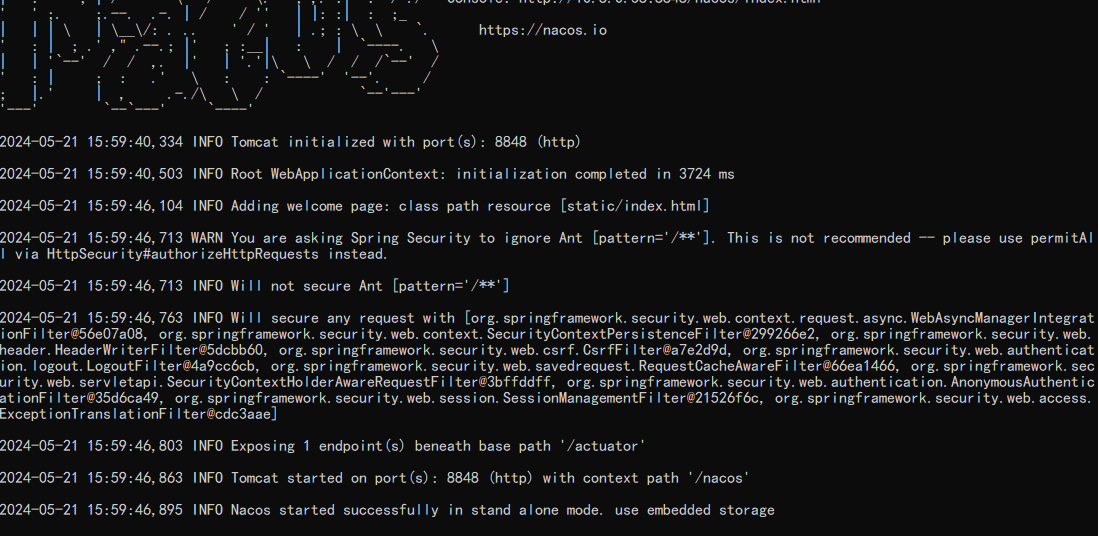 https://nacos.io
2024-05-21 15:59:40,334 INFO Tomcat initialized with port(s): 8848 (http)
2024-05-21 15:59:40,503 INFO Root WebApplicationContext: initialization completed in 3724 ms
2024-05-21 15:59:46,104 INFO Adding welcome page: class path resource [static/index.html]
2024-05-21 15:59:46,713 WARN You are asking Spring Security to ignore Ant [pattern='/**']. This is not recommended -- please use permitAl
l via HttpSecurity#authorizeHttpRequests instead.
2024-05-21 15:59:46,713 INFO Will not secure Ant [pattern='/**']
2024-05-21 15:59:46,763 INFO Will secure any request with [org.springframework.security.web.context.request.async.WebAsyncManagerIntegrat
ionFilter@56e07a08, org.springframework.security.web.context.SecurityContextPersistenceFilter@299266e2, org.springframework.security.web.
header.HeaderWriterFilter@5dcbb60, org.springframework.security.web.csrf.CsrfFilter@a7e2d9d, org.springframework.security.web.authenticat
ion.logout.LogoutFilter@4a9cc6cb, org.springframework.security.web.savedrequest.RequestCacheAwareFilter@66ea1466, org.springframework.sec
urity.web.servletapi.SecurityContextHolderAwareRequestFilter@3bffddff, org.springframework.security.web.authentication.AnonymousAuthentic
ationFilter@35d6ca49, org.springframework.security.web.session.SessionManagementFilter@21526f6c, org.springframework.security.web.access.
ExceptionTranslationFilter@cdc3aae]
2024-05-21 15:59:46,803 INFO Exposing 1 endpoint(s) beneath base path '/actuator'
2024-05-21 15:59:46,863 INFO Tomcat started on port(s): 8848 (http) with context path '/nacos'
2024-05-21 15:59:46,895 INFO Nacos started successfully in stand alone mode. use embedded storage